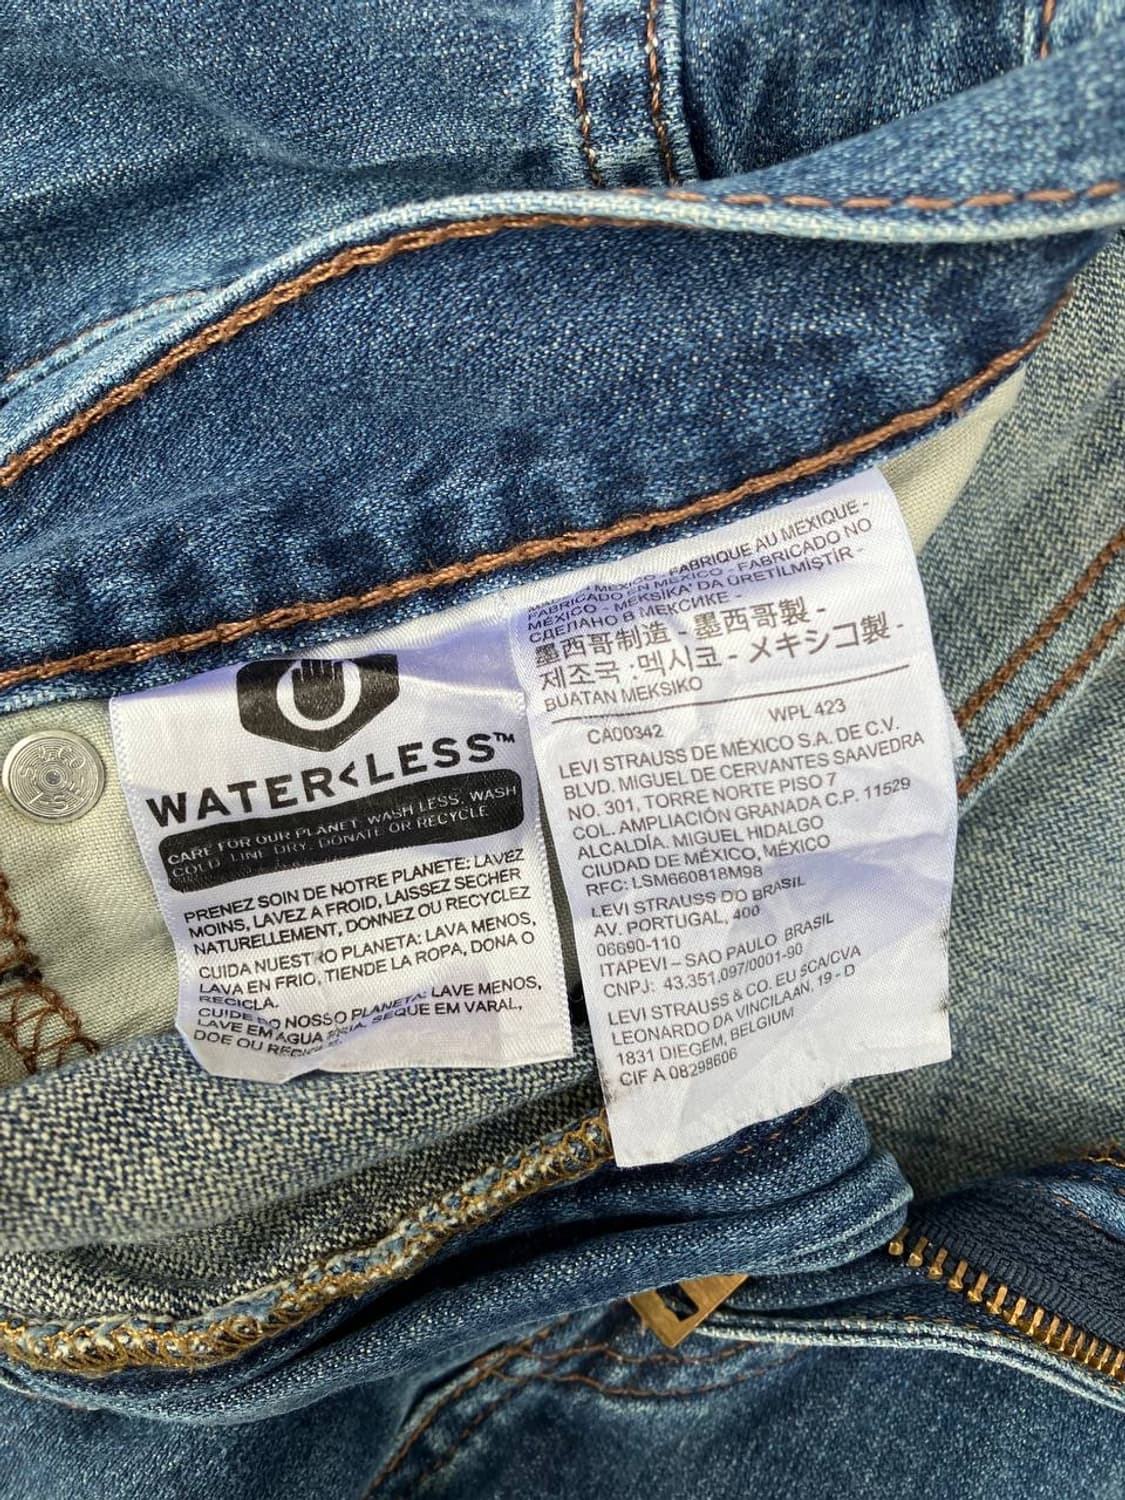 WATER<LESS™
CARE FOR OUR PLANET. WASH LESS, WASH
COLD, LINE DRY, DONATE OR RECYCLE.
PRENEZ SOIN DE NOTRE PLANETE: LAVEZ
MOINS, LAVEZ A FROID, LAISSEZ SECHER
NATURELLEMENT, DONNEZ OU RECYCLEZ
CUIDA NUESTRO PLANETA: LAVA MENOS,
LAVA EN FRIO, TIENDE LA ROPA, DONA O
RECICLA.
CUIDE DO NOSSO PLANETA: LAVE MENOS,
LAVE EM AGUA FRIA, SEQUE EM VARAL,
DOE OU RECICLE
MEXICO - FABRIQUE AU MEXIQUE -
FABRICADO EN MEXICO - FABRICADO NO
MÉXICO - MEKSİKA' DA ÜRETİLMİŞTİR -
СДЕЛАНО В МЕКСИКЕ -
墨西哥制造 - 墨西哥製 -
제조국 : 멕시코 - メキシコ製 -
BUATAN MEKSIKO
CA00342 WPL 423
LEVI STRAUSS DE MÉXICO S.A. DE C.V.
BLVD. MIGUEL DE CERVANTES SAAVEDRA
NO. 301, TORRE NORTE PISO 7
COL. AMPLIACIÓN GRANADA C.P. 11529
ALCALDÍA. MIGUEL HIDALGO
CIUDAD DE MÉXICO, MÉXICO
RFC: LSM660818M98
LEVI STRAUSS DO BRASIL
AV. PORTUGAL, 400
06690-110
ITAPEVI – SAO PAULO BRASIL
CNPJ: 43.351.097/0001-90
LEVI STRAUSS & CO. EU SCA/CVA
LEONARDO DA VINCILAAN, 19 - D
1831 DIEGEM, BELGIUM
CIF A 08298606